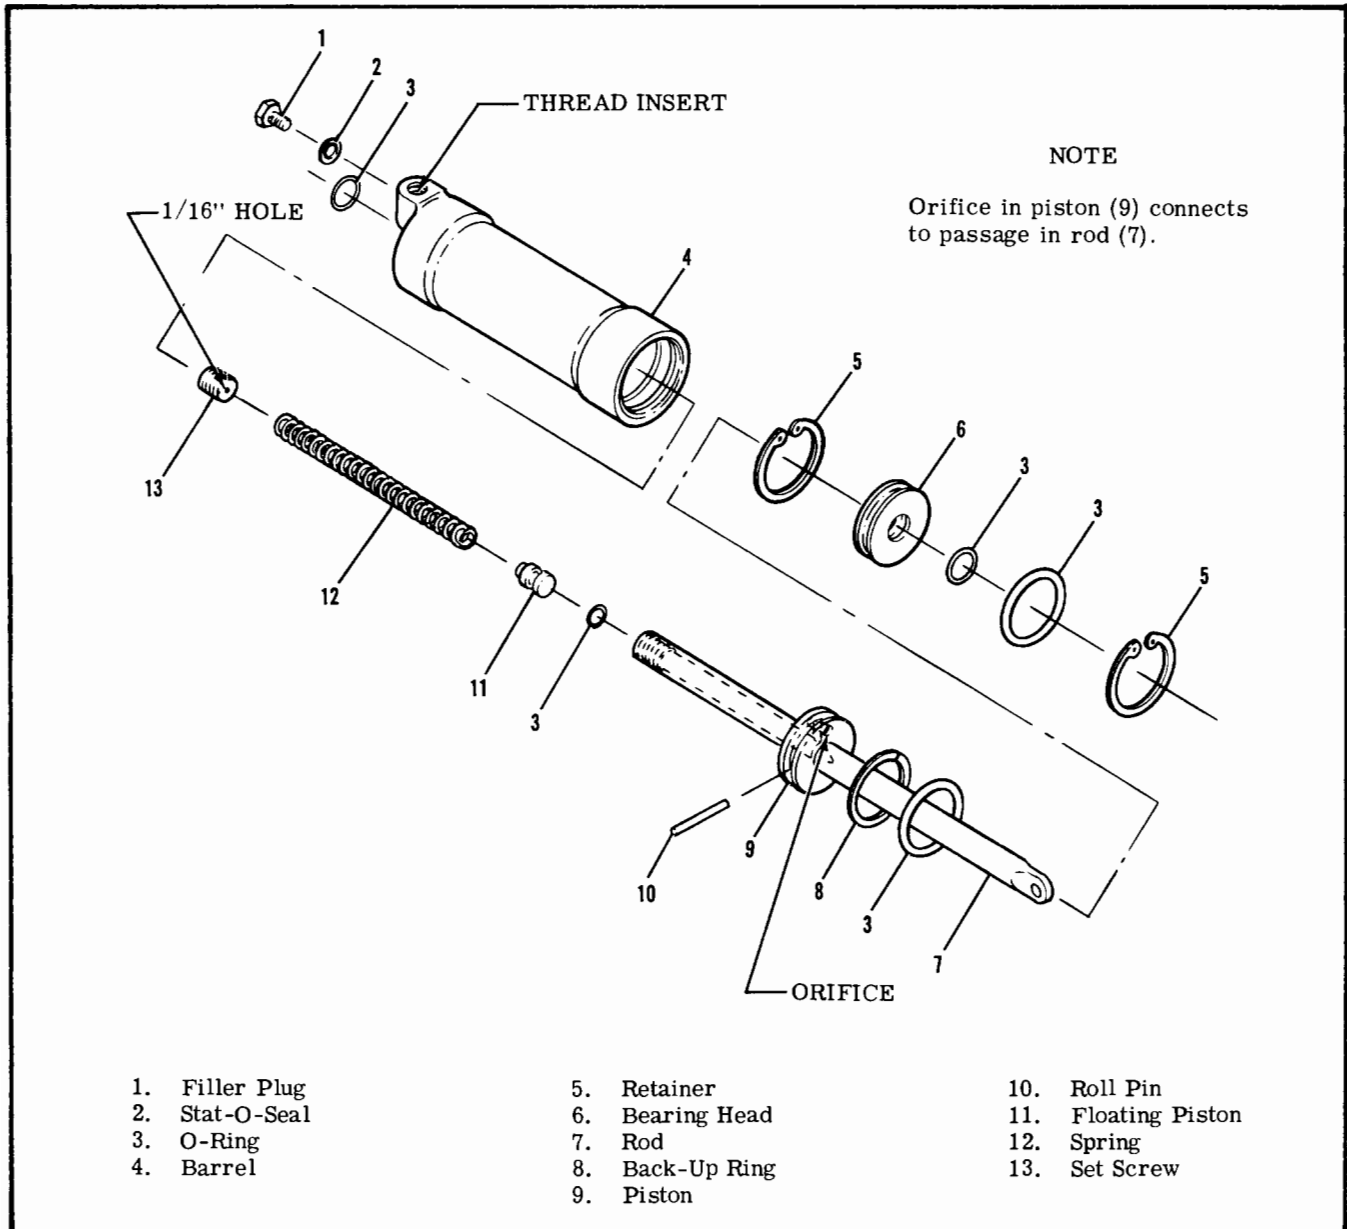 1
2
3
THREAD INSERT
NOTE
Orifice in piston (9) connects
to passage in rod (7).
1/16" HOLE
4
5
6
3
3
5
13
12
11
3
10
9
8
3
7
ORIFICE
1. Filler Plug
2. Stat-O-Seal
3. O-Ring
4. Barrel
5. Retainer
6. Bearing Head
7. Rod
8. Back-Up Ring
9. Piston
10. Roll Pin
11. Floating Piston
12. Spring
13. Set Screw